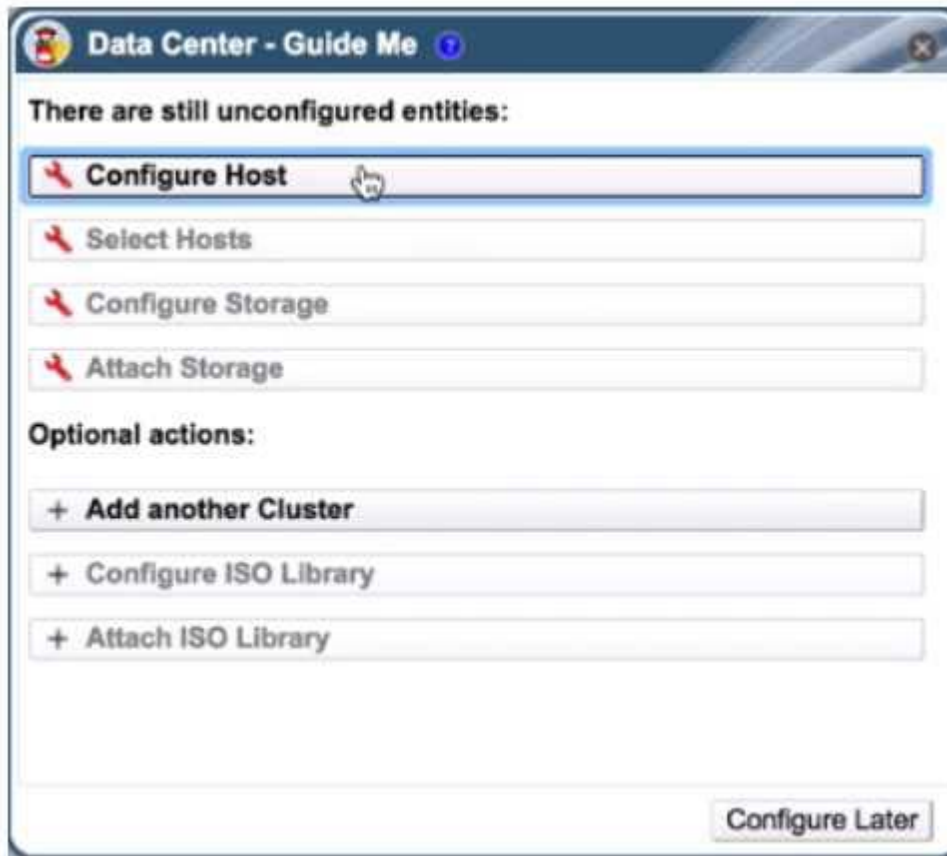 Data Center - Guide Me ?
There are still unconfigured entities:
Configure Host
Select Hosts
Configure Storage
Attach Storage
Optional actions:
+ Add another Cluster
+ Configure ISO Library
+ Attach ISO Library
Configure Later